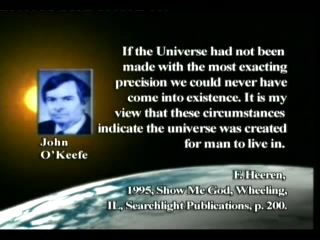 If the Universe had not been
made with the most exacting
precision we could never have
come into existence. It is my
view that these circumstances
indicate the universe was created
for man to live in.
John
O'Keefe
F. Heeren,
1995, Show Me God, Wheeling,
IL, Searchlight Publications, p. 200.